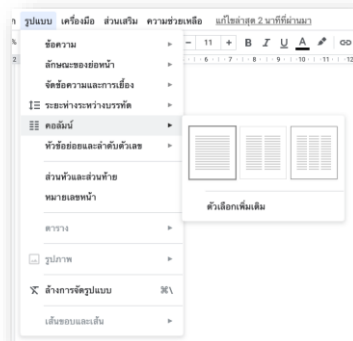 รูปแบบ เครื่องมือ ส่วนเสริม ความช่วยเหลือ แก้ไขล่าสุด 2 นาทีที่ผ่านมา
ข้อความ
ลักษณะของย่อหน้า
จัดข้อความและการเยื้อง
ระยะห่างระหว่างบรรทัด
คอลัมน์
หัวข้อย่อยและลำดับตัวเลข
ส่วนหัวและส่วนท้าย
หมายเลขหน้า
ตาราง
รูปภาพ
ล้างการจัดรูปแบบ ⌘\
เส้นขอบและเส้น
− 11 + B I U A
6 7 8 9 10 11 12
ตัวเลือกเพิ่มเติม